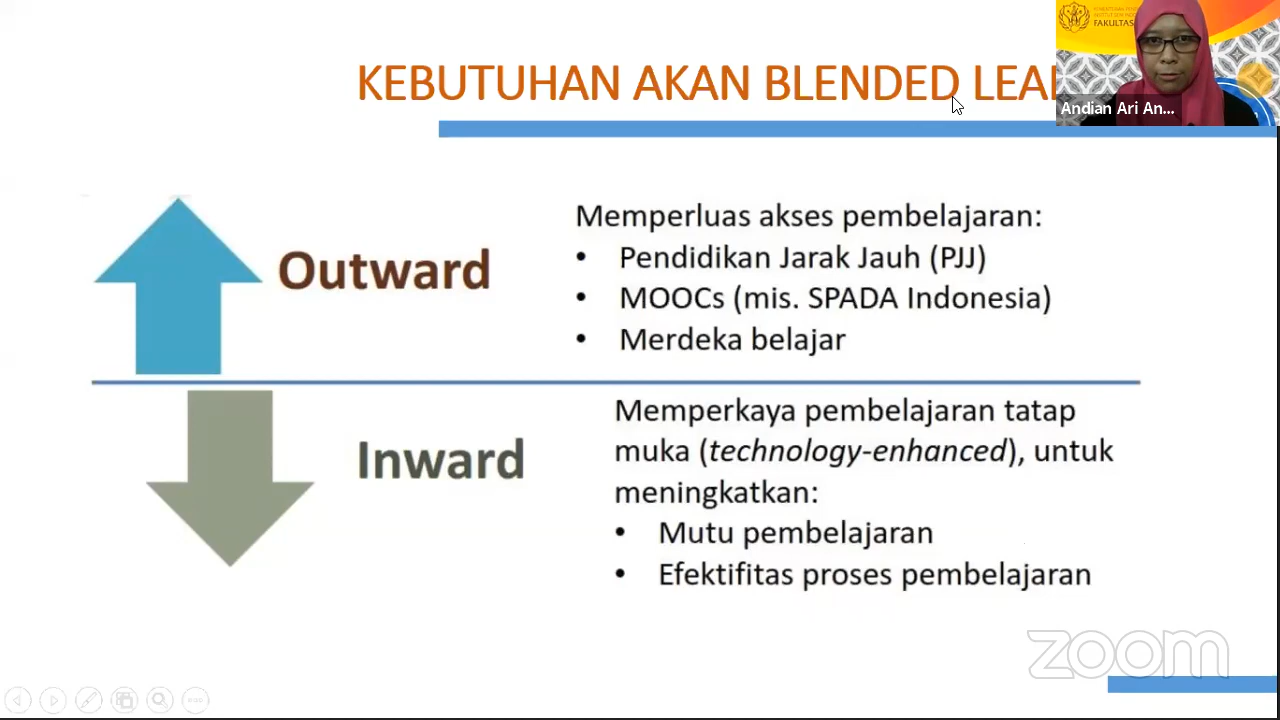 KEBUTUHAN AKAN BLENDED
FAKULTAS
Andian Ari An...
Outward
Memperluas akses pembelajaran:
• Pendidikan Jarak Jauh (PJJ)
• MOOCs (mis. SPADA Indonesia)
• Merdeka belajar
Inward
Memperkaya pembelajaran tatap
muka (technology-enhanced), untuk
meningkatkan:
• Mutu pembelajaran
• Efektifitas proses pembelajaran
zoom